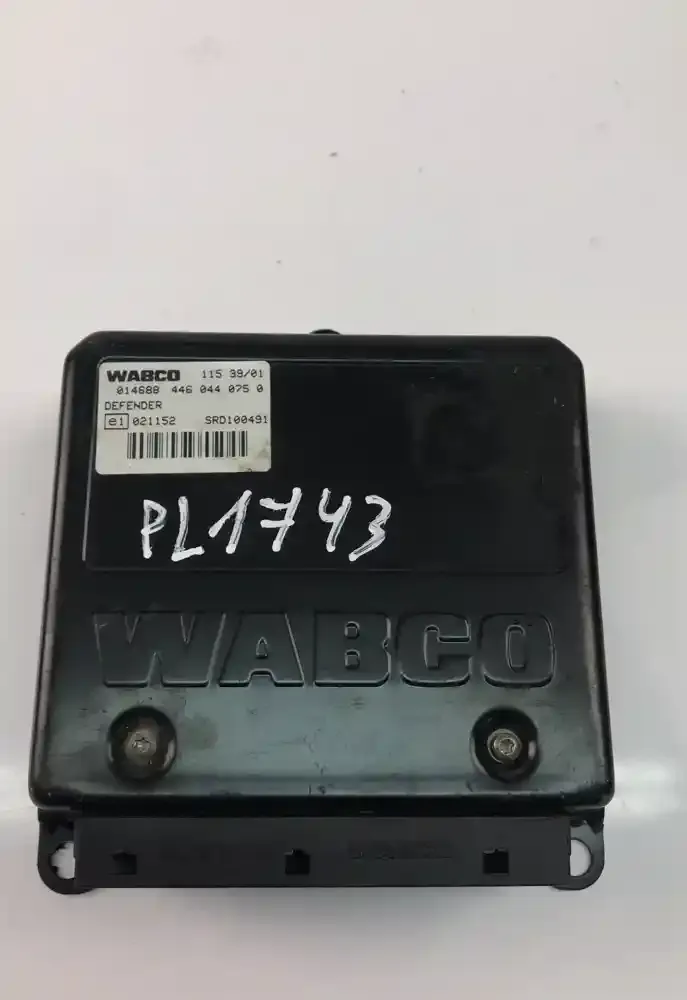 WABCO 115 39/01
014688 446 044 075 0
DEFENDER
e1 021152 SRD100491
PL1743
WABCO